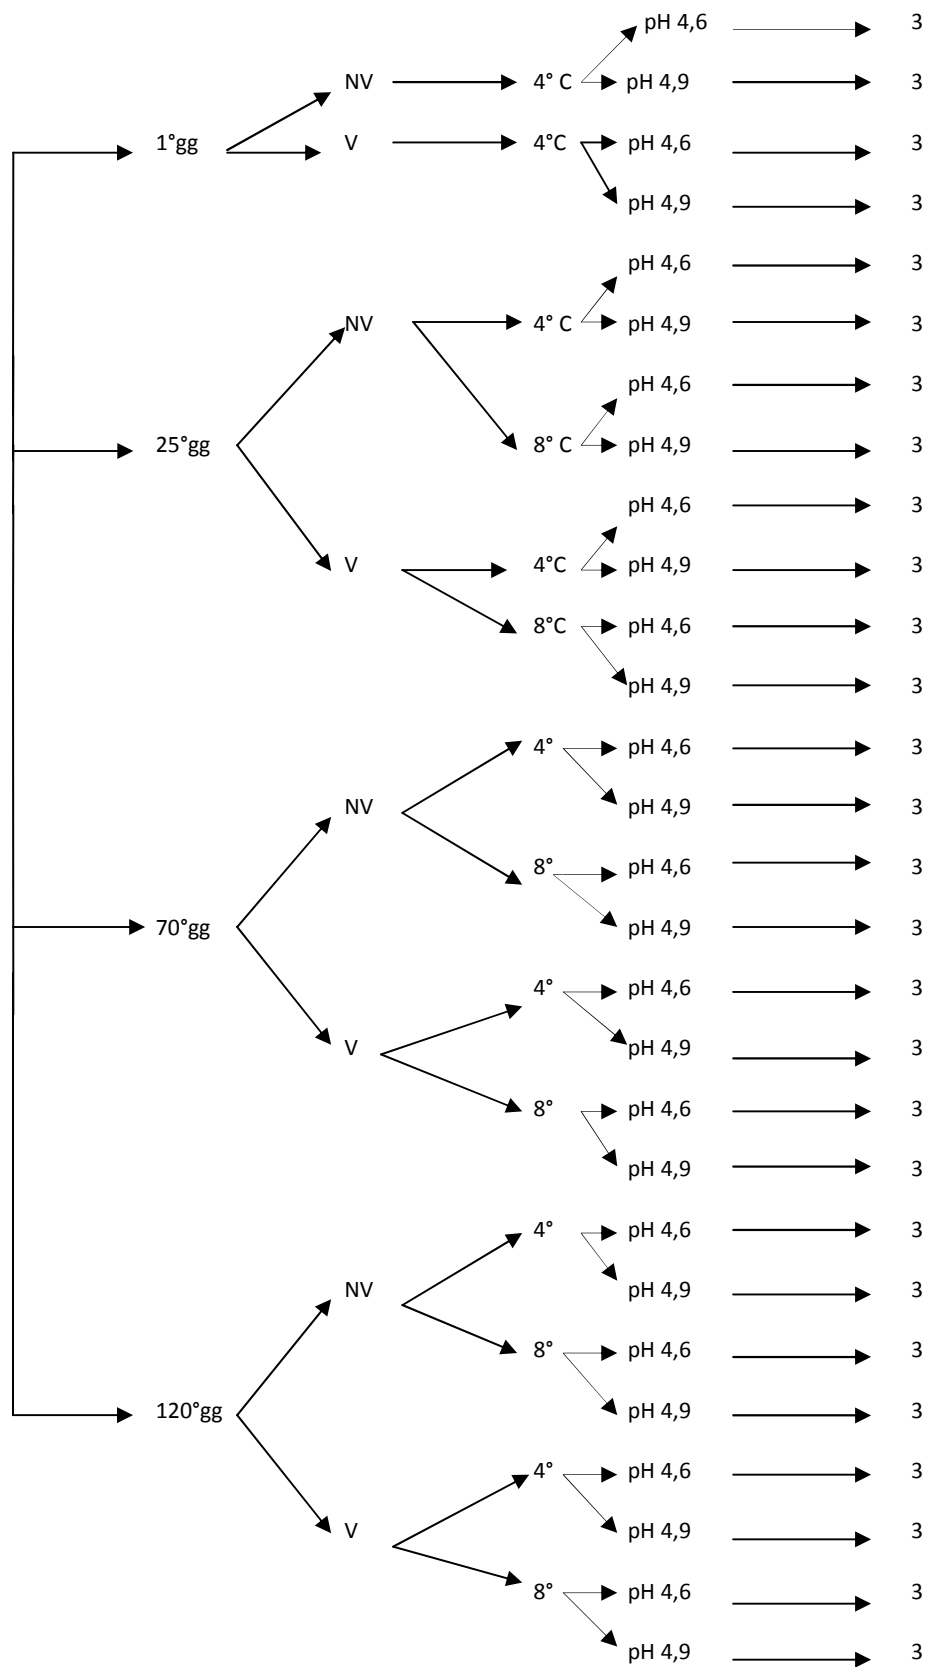 pH 4,6 3
NV 4° C pH 4,9 3
1°gg V 4°C pH 4,6 3
pH 4,9 3
pH 4,6 3
NV 4° C pH 4,9 3
pH 4,6 3
25°gg 8° C pH 4,9 3
pH 4,6 3
V 4°C pH 4,9 3
8°C pH 4,6 3
pH 4,9 3
4° pH 4,6 3
NV pH 4,9 3
8° pH 4,6 3
70°gg pH 4,9 3
4° pH 4,6 3
V pH 4,9 3
8° pH 4,6 3
pH 4,9 3
4° pH 4,6 3
NV pH 4,9 3
8° pH 4,6 3
120°gg pH 4,9 3
4° pH 4,6 3
V pH 4,9 3
8° pH 4,6 3
pH 4,9 3